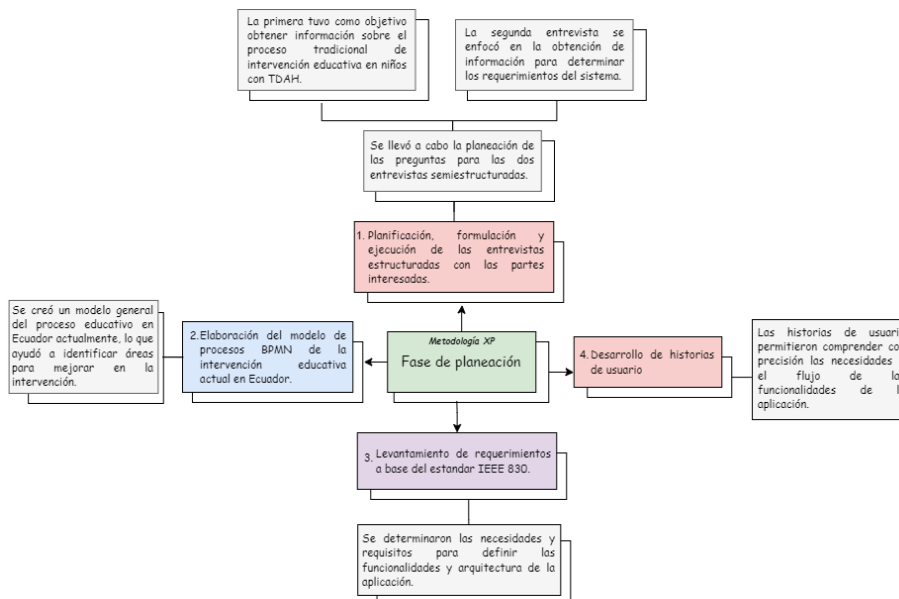 La primera tuvo como objetivo
obtener información sobre el
proceso tradicional de
intervención educativa en niños
con TDAH.
La segunda entrevista se
enfocó en la obtención de
información para determinar
los requerimientos del sistema.
Se llevó a cabo la planeación de
las preguntas para las dos
entrevistas semiestructuradas.
1. Planificación, formulación y
ejecución de las entrevistas
estructuradas con las partes
interesadas.
Se creó un modelo general
del proceso educativo en
Ecuador actualmente, lo que
ayudó a identificar áreas
para mejorar en la
intervención.
2. Elaboración del modelo de
procesos BPMN de la
intervención educativa
actual en Ecuador.
Metodología XP
Fase de planeación
4. Desarrollo de historias
de usuario
Las historias de usuari
permitieron comprender co
precisión las necesidades
el flujo de la
funcionalidades de l
aplicación.
3. Levantamiento de requerimientos
a base del estandar IEEE 830.
Se determinaron las necesidades y
requisitos para definir las
funcionalidades y arquitectura de la
aplicación.